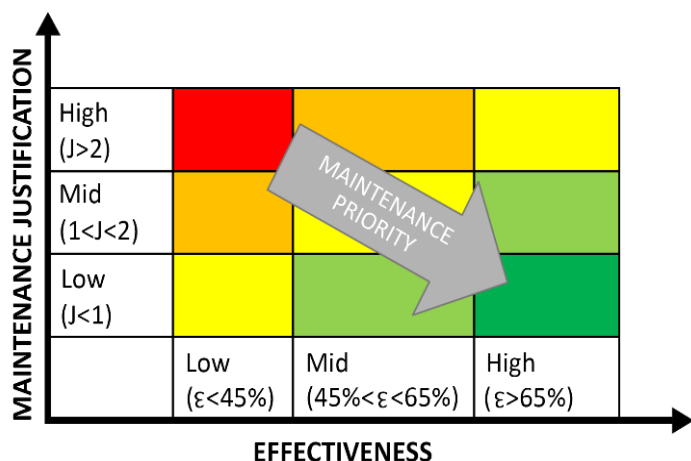 MAINTENANCE JUSTIFICATION
High
(J>2)
Mid
(1<J<2)
Low
(J<1)
MAINTENANCE
PRIORITY
Low
(ε<45%)
Mid
(45%<ε<65%)
High
(ε>65%)
EFFECTIVENESS